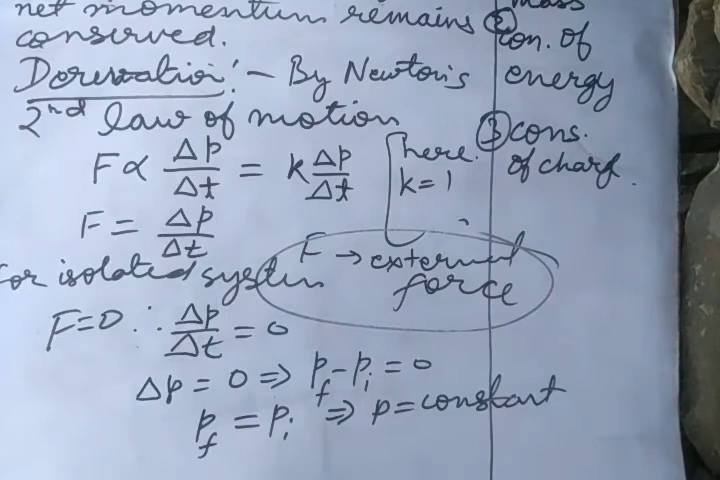 net momentum remains
conserved.
Derivation:- By Newton's
2nd law of motion
F ∝ Δp/Δt = k Δp/Δt
here
k=1
F = Δp/Δt
F → external
force
for isolated system
F=0 ∴ Δp/Δt = 0
Δp = 0 ⇒ pf - pi = 0
pf = pi ⇒ p = constant
mass
② con. of
energy
③ cons.
of charg.